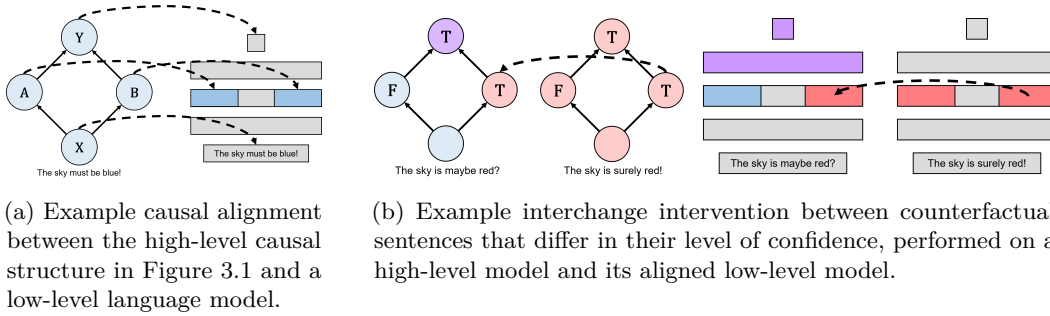 Y
A
B
X
The sky must be blue!
The sky must be blue!
T
F
T
The sky is maybe red?
T
F
T
The sky is surely red!
The sky is maybe red?
The sky is surely red!
(a) Example causal alignment
between the high-level causal
structure in Figure 3.1 and a
low-level language model.
(b) Example interchange intervention between counterfactual
sentences that differ in their level of confidence, performed on a
high-level model and its aligned low-level model.